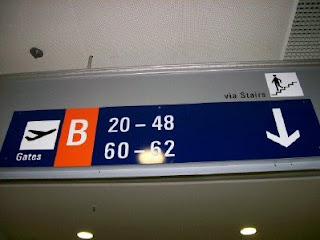 via Stairs
B
20 – 48
60 – 62
Gates